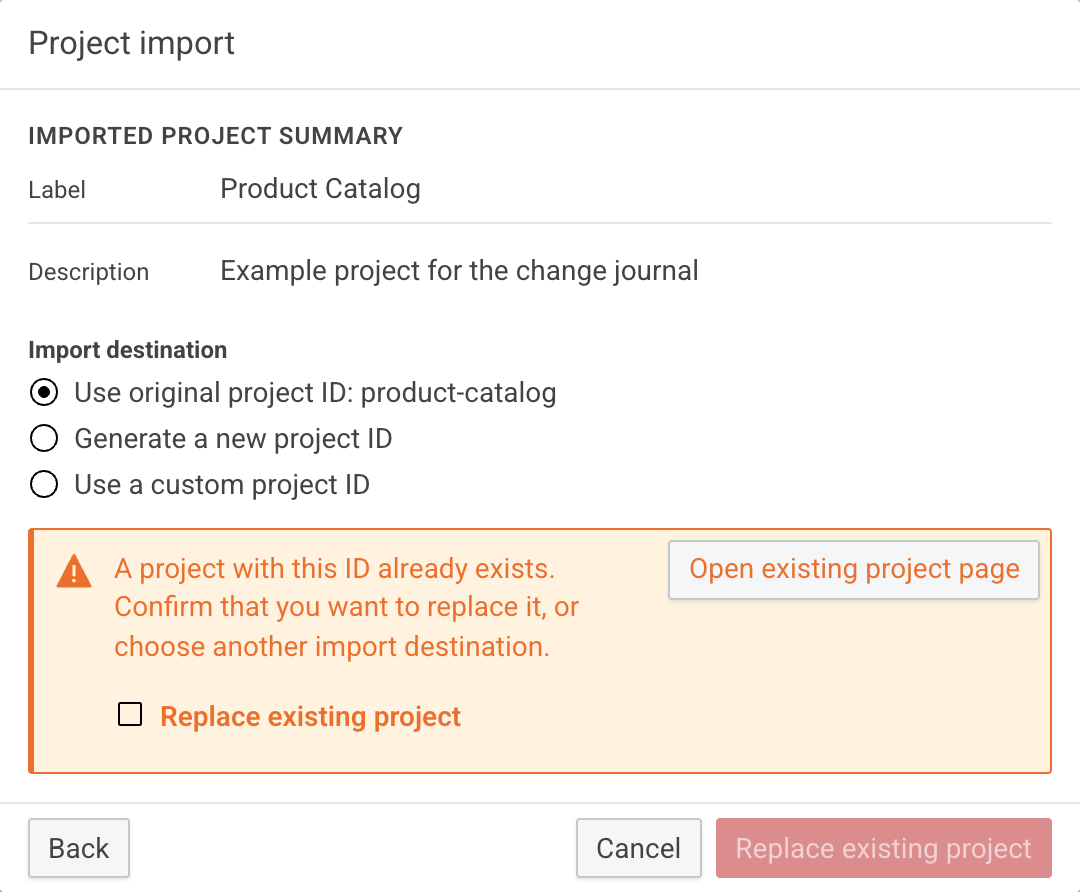 Project import
IMPORTED PROJECT SUMMARY
Label Product Catalog
Description Example project for the change journal
Import destination
Use original project ID: product-catalog
Generate a new project ID
Use a custom project ID
A project with this ID already exists.
Confirm that you want to replace it, or
choose another import destination.
Open existing project page
Replace existing project
Back Cancel Replace existing project